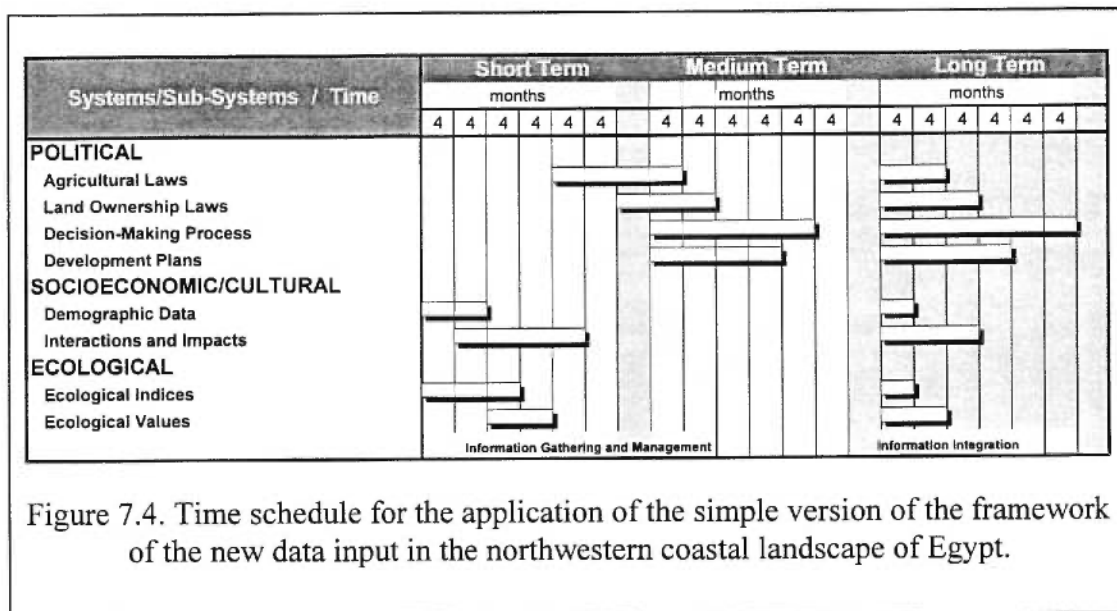 Systems/Sub-Systems / Time
Short Term Medium Term Long Term
months months months
4 4 4 4 4 4 4 4 4 4 4 4 4 4 4 4 4 4
POLITICAL
Agricultural Laws
Land Ownership Laws
Decision-Making Process
Development Plans
SOCIOECONOMIC/CULTURAL
Demographic Data
Interactions and Impacts
ECOLOGICAL
Ecological Indices
Ecological Values
Information Gathering and Management Information Integration
Figure 7.4. Time schedule for the application of the simple version of the framework
of the new data input in the northwestern coastal landscape of Egypt.